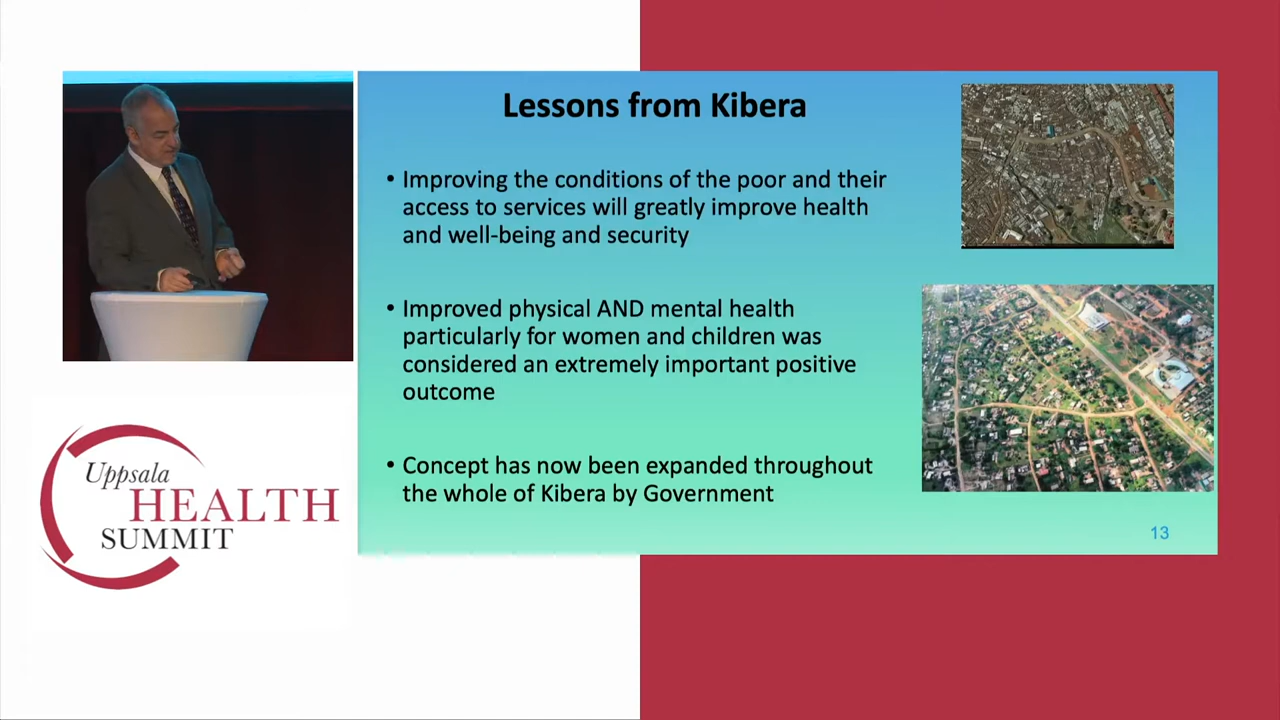 Lessons from Kibera
• Improving the conditions of the poor and their
access to services will greatly improve health
and well-being and security
• Improved physical AND mental health
particularly for women and children was
considered an extremely important positive
outcome
• Concept has now been expanded throughout
the whole of Kibera by Government
13
Uppsala
HEALTH
SUMMIT